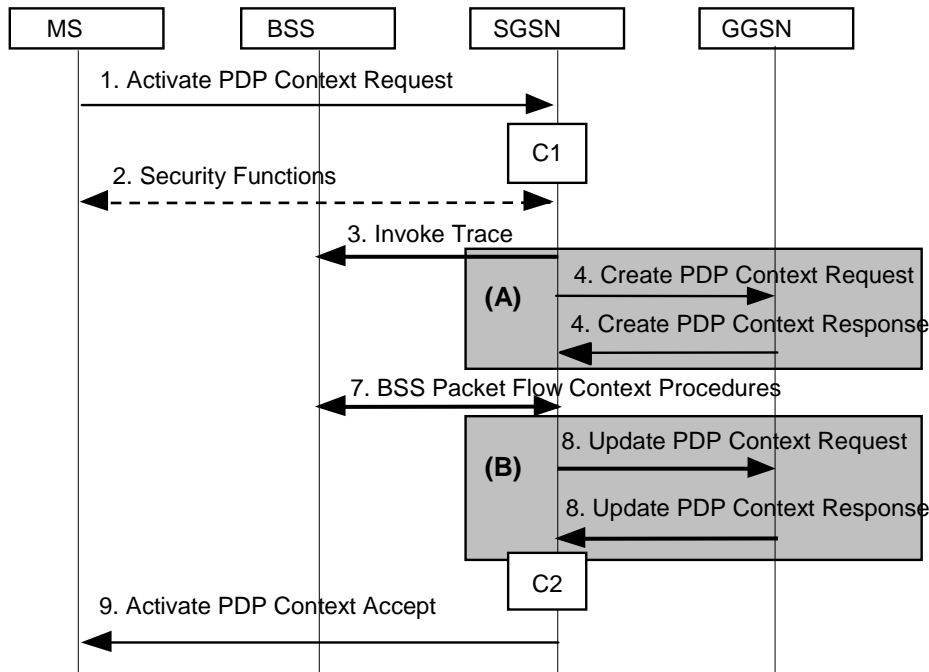 MS BSS SGSN GGSN
1. Activate PDP Context Request
C1
2. Security Functions
3. Invoke Trace
(A)
4. Create PDP Context Request
4. Create PDP Context Response
7. BSS Packet Flow Context Procedures
(B)
8. Update PDP Context Request
8. Update PDP Context Response
C2
9. Activate PDP Context Accept